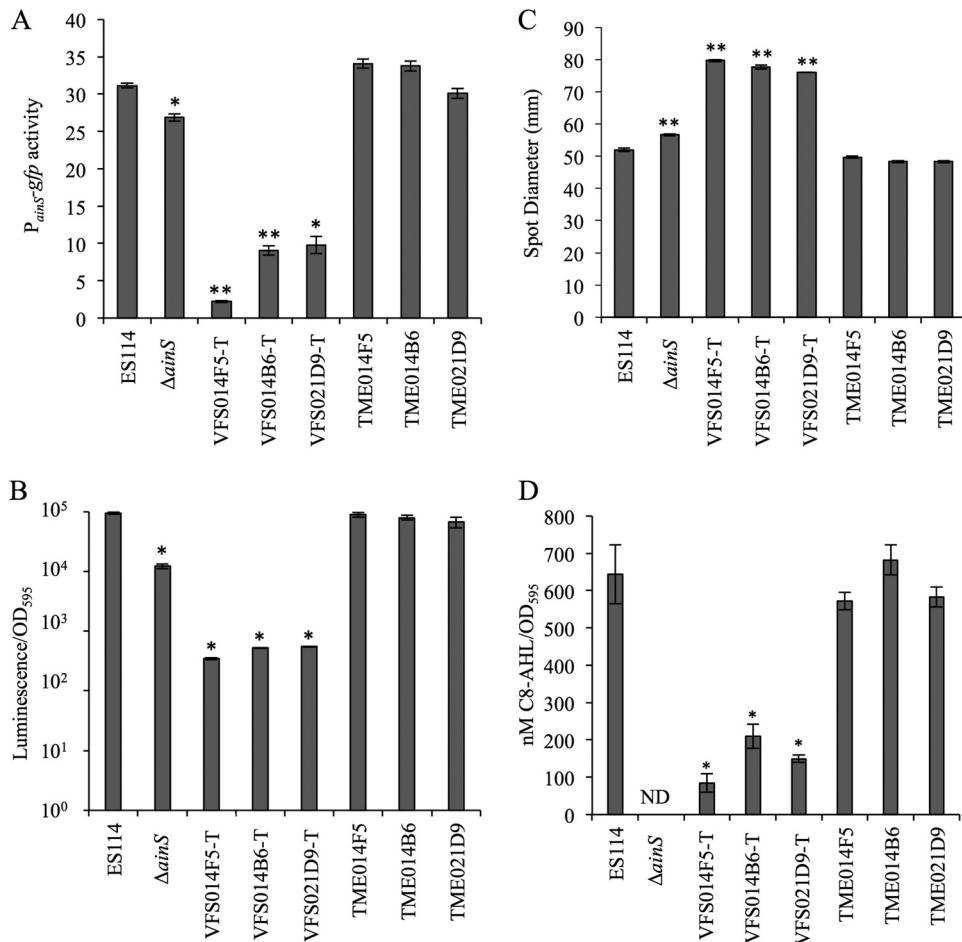 A
P_ainS-gfp activity
40
35
30
25
20
15
10
5
0
*
**
**
*
ES114
ΔainS
VFS014F5-T
VFS014B6-T
VFS021D9-T
TME014F5
TME014B6
TME021D9
C
Spot Diameter (mm)
90
80
70
60
50
40
30
20
10
0
**
**
**
**
ES114
ΔainS
VFS014F5-T
VFS014B6-T
VFS021D9-T
TME014F5
TME014B6
TME021D9
B
Luminescence/OD₅₉₅
10⁵
10⁴
10³
10²
10¹
10⁰
*
*
*
*
ES114
ΔainS
VFS014F5-T
VFS014B6-T
VFS021D9-T
TME014F5
TME014B6
TME021D9
D
nM C8-AHL/OD₅₉₅
800
700
600
500
400
300
200
100
0
ND
*
*
*
ES114
ΔainS
VFS014F5-T
VFS014B6-T
VFS021D9-T
TME014F5
TME014B6
TME021D9